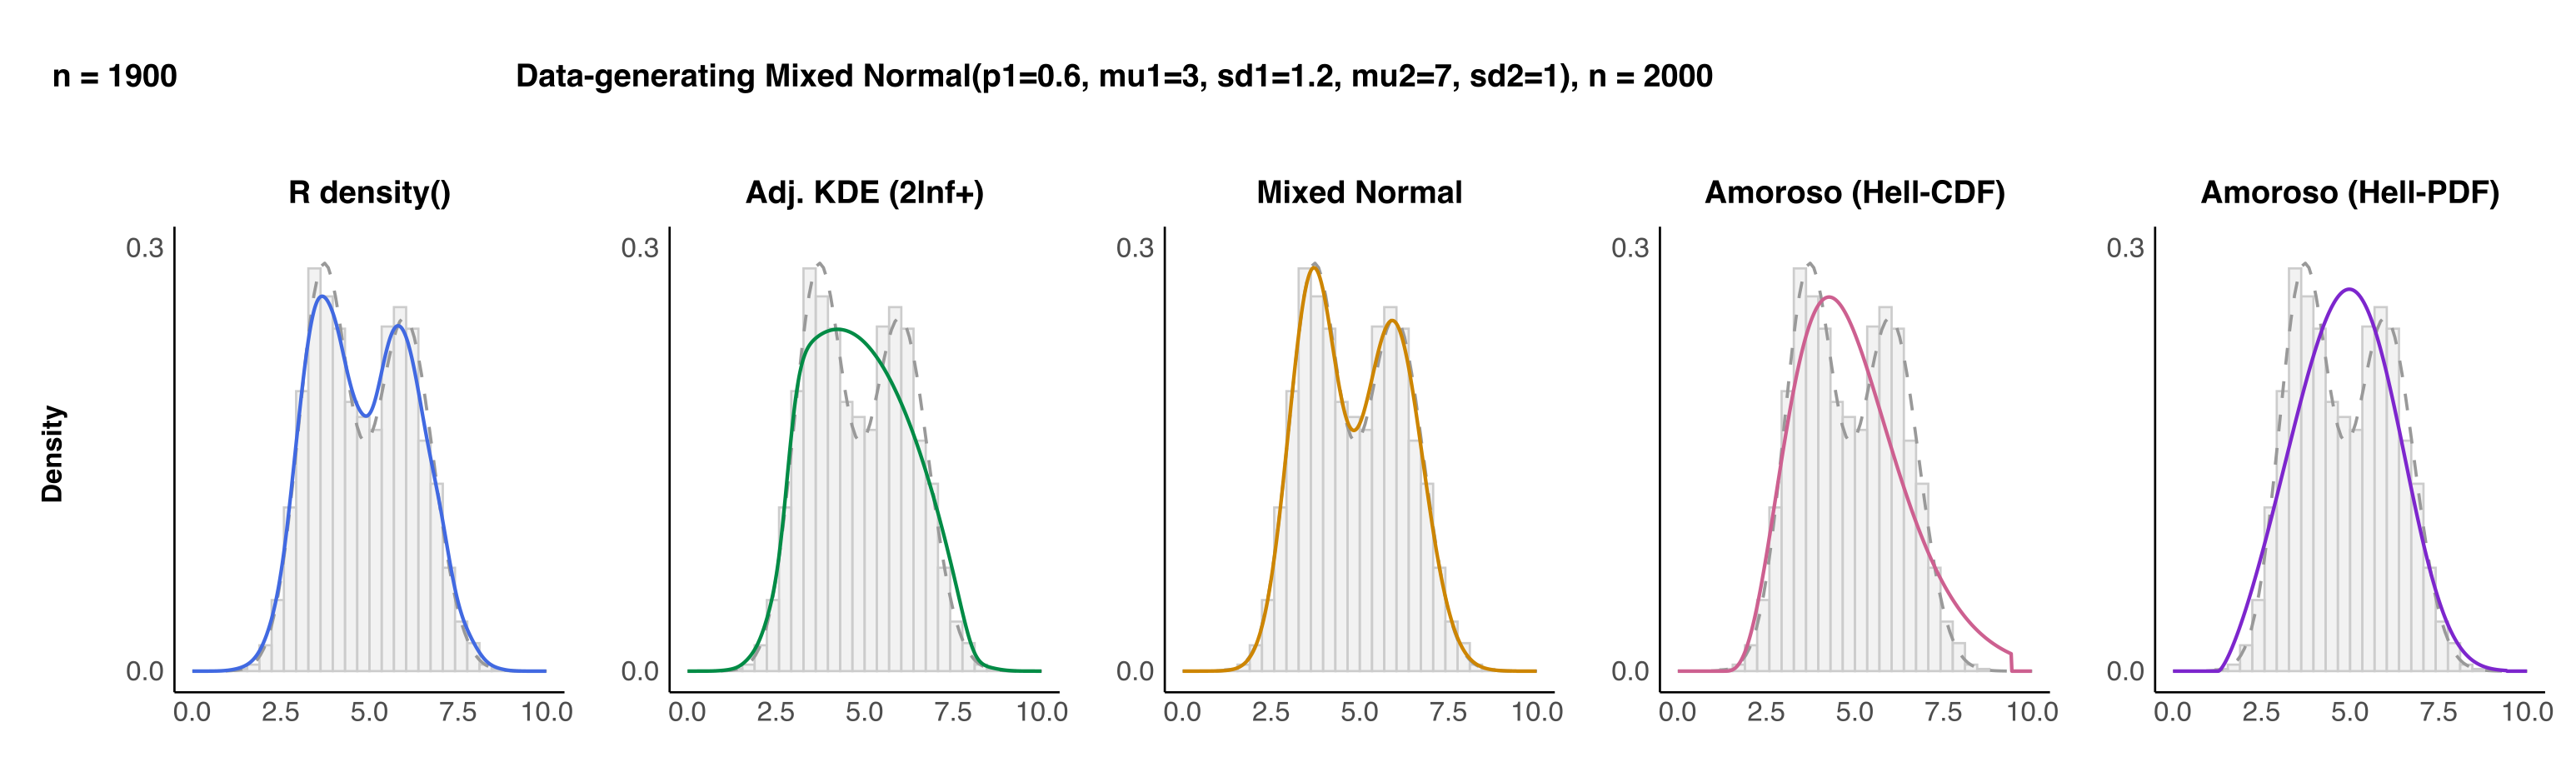 n = 1900
Data-generating Mixed Normal(p1=0.6, mu1=3, sd1=1.2, mu2=7, sd2=1), n = 2000
R density()
Adj. KDE (2Inf+)
Mixed Normal
Amoroso (Hell-CDF)
Amoroso (Hell-PDF)
Density
0.3
0.0
0.0 2.5 5.0 7.5 10.0
0.3
0.0
0.0 2.5 5.0 7.5 10.0
0.3
0.0
0.0 2.5 5.0 7.5 10.0
0.3
0.0
0.0 2.5 5.0 7.5 10.0
0.3
0.0
0.0 2.5 5.0 7.5 10.0